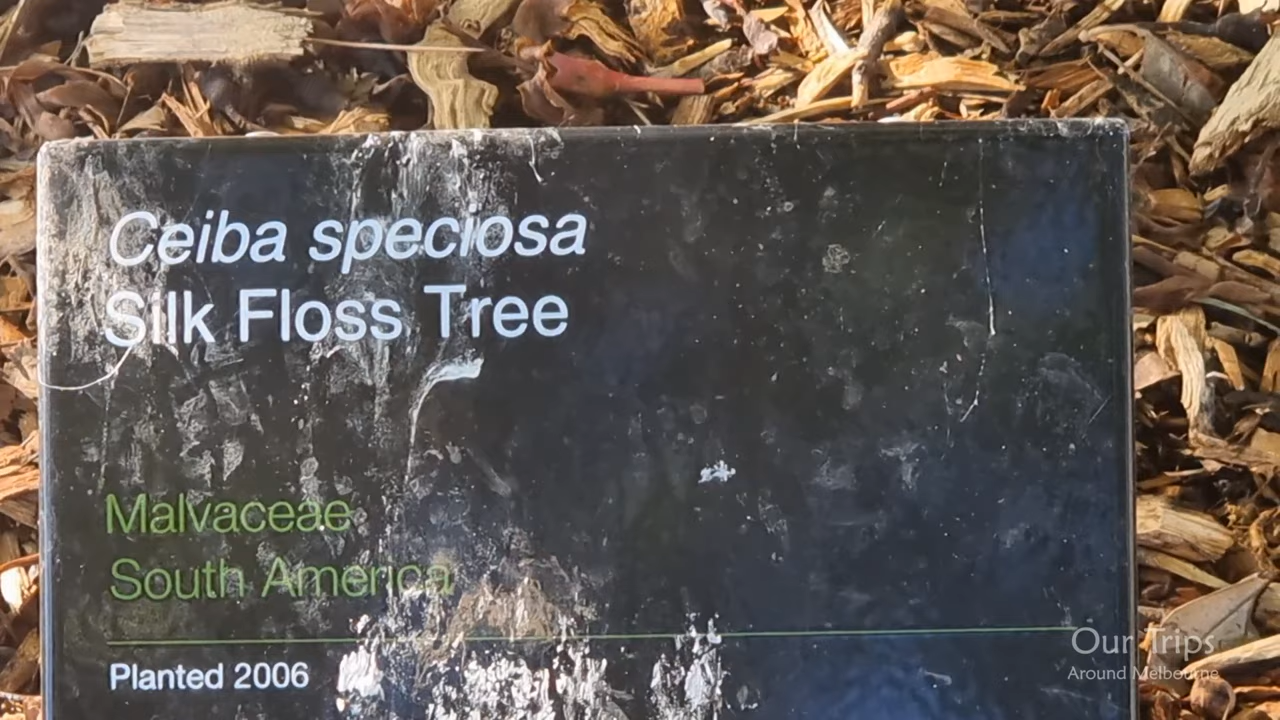 Ceiba speciosa
Silk Floss Tree
Malvaceae
South America
Planted 2006
Our Trips
Around Melbourne